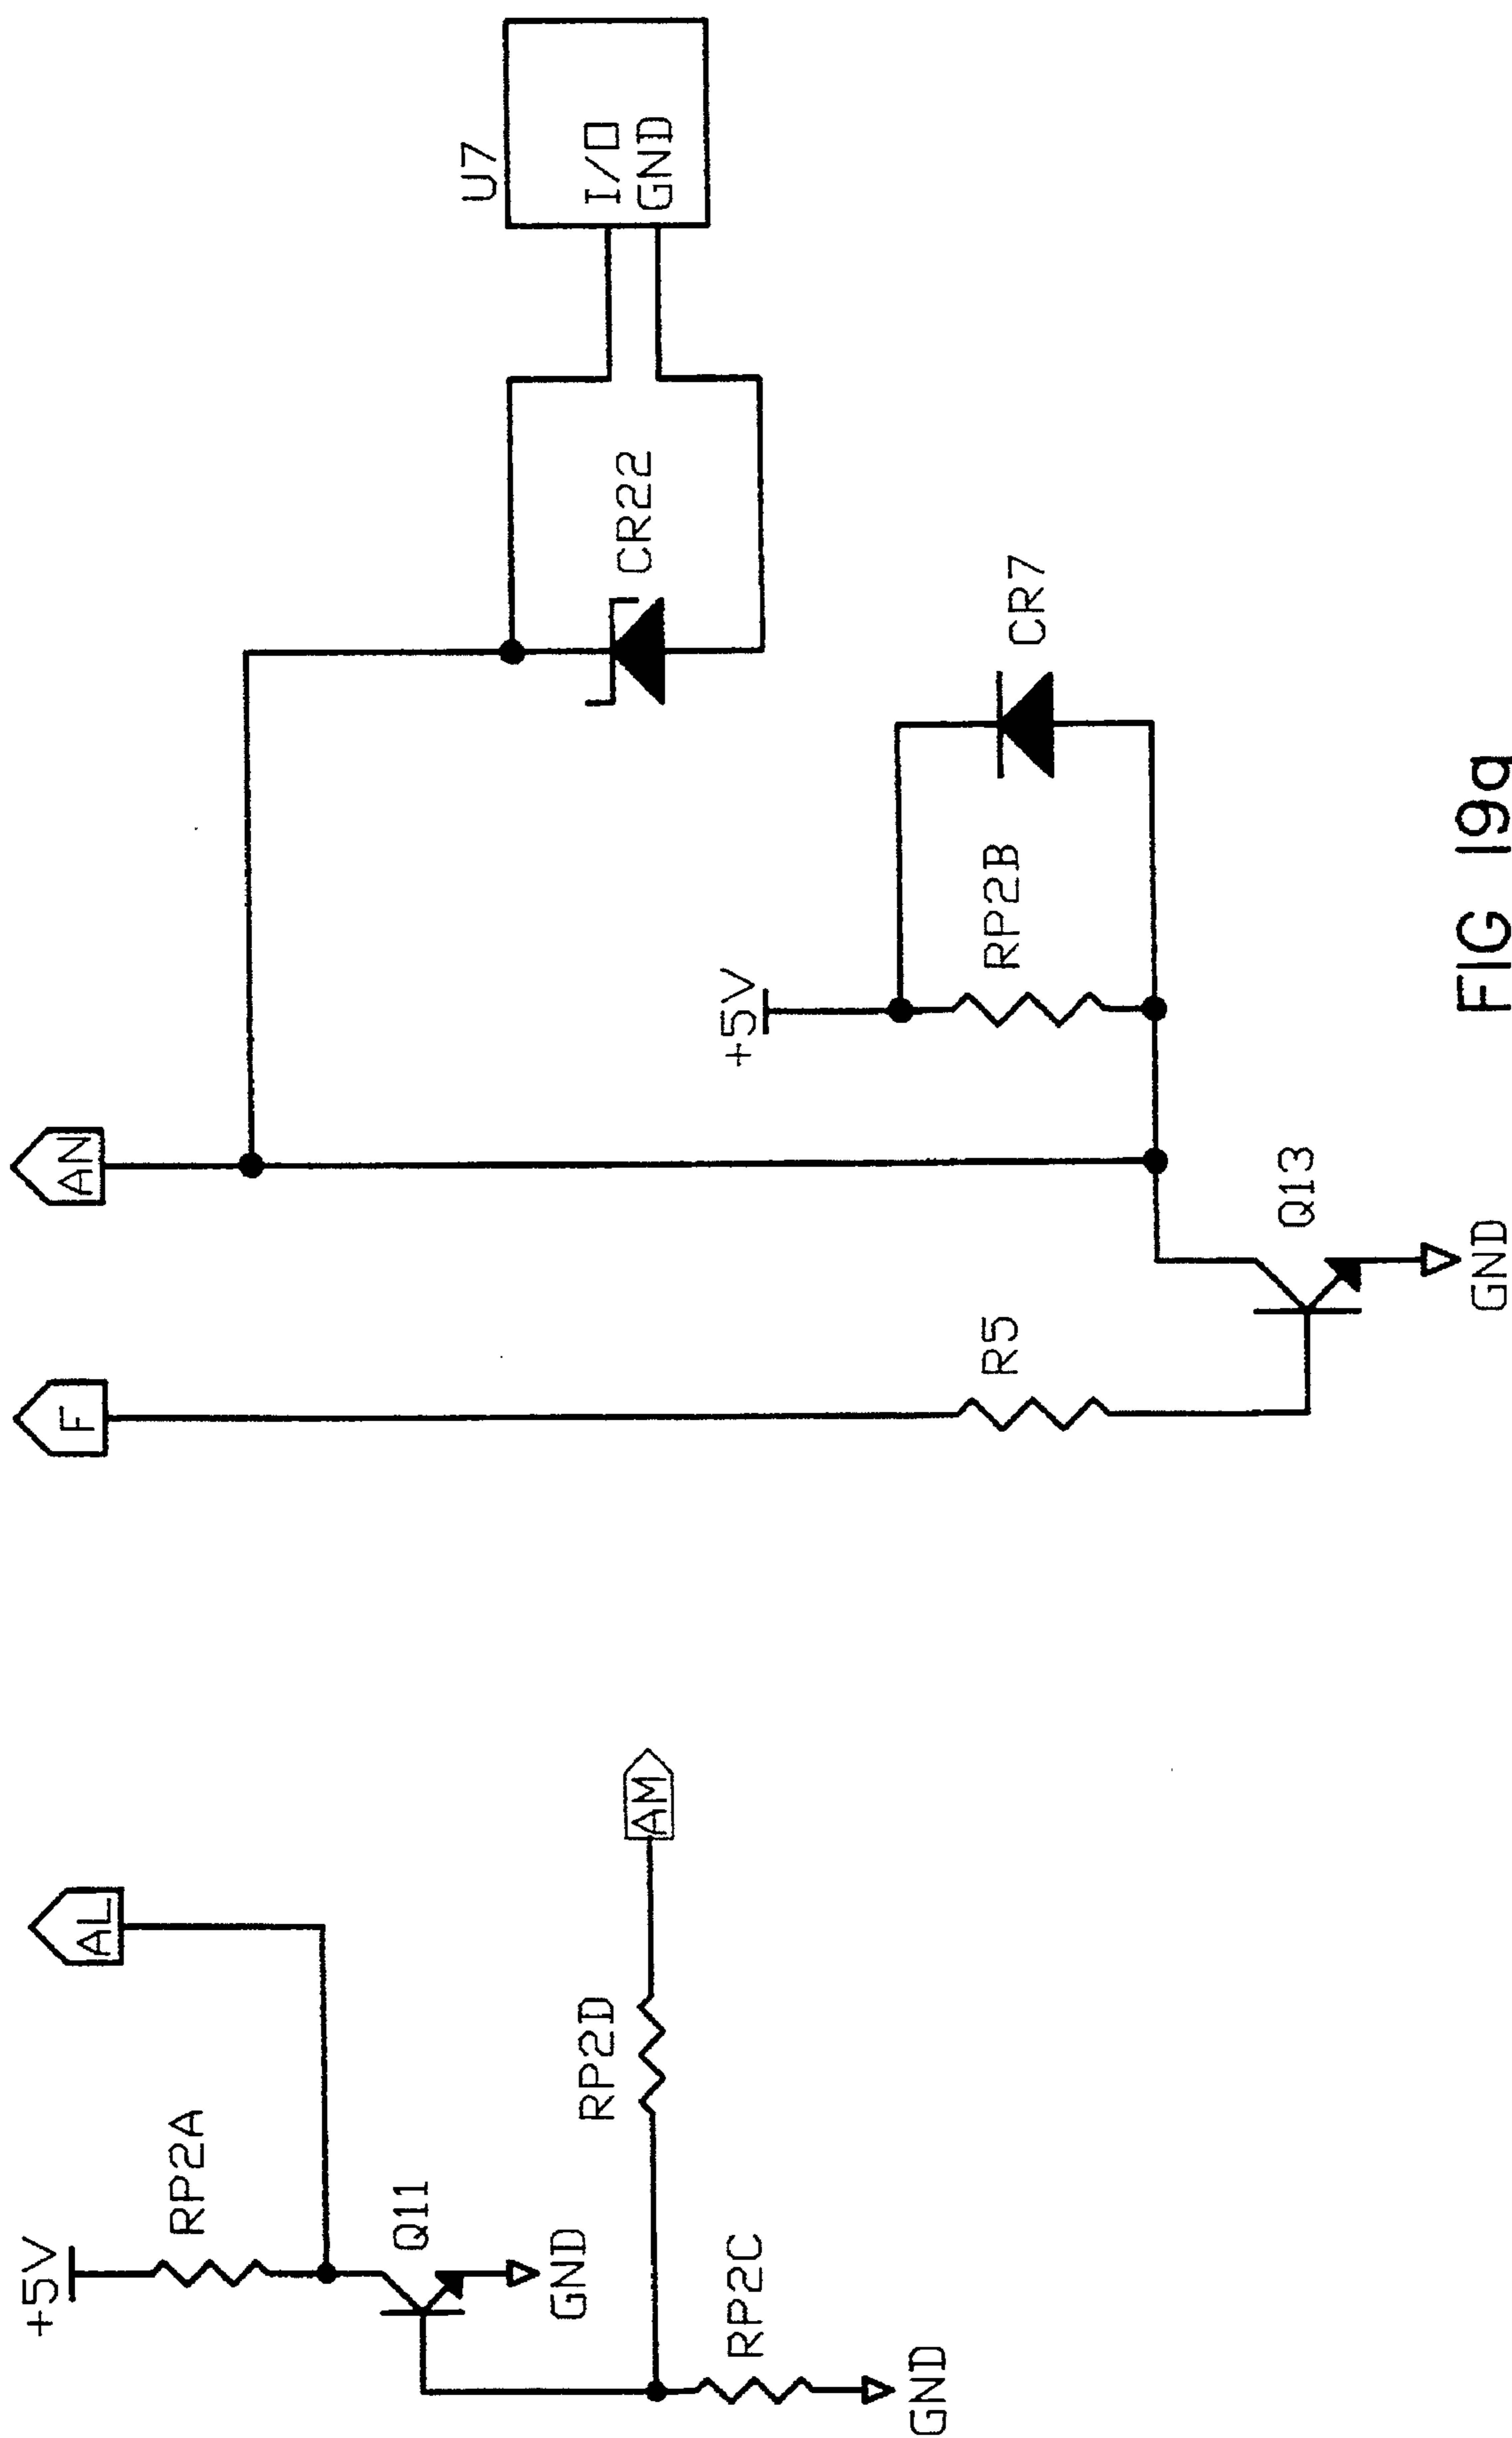 +5V
AL
F
AN
RP2A
Q11
U7
GND
RP2D
I/O
AM
CR22
GND
RP2C
+5V
GND
R5
RP2B
CR7
Q13
GND
FIG 19a